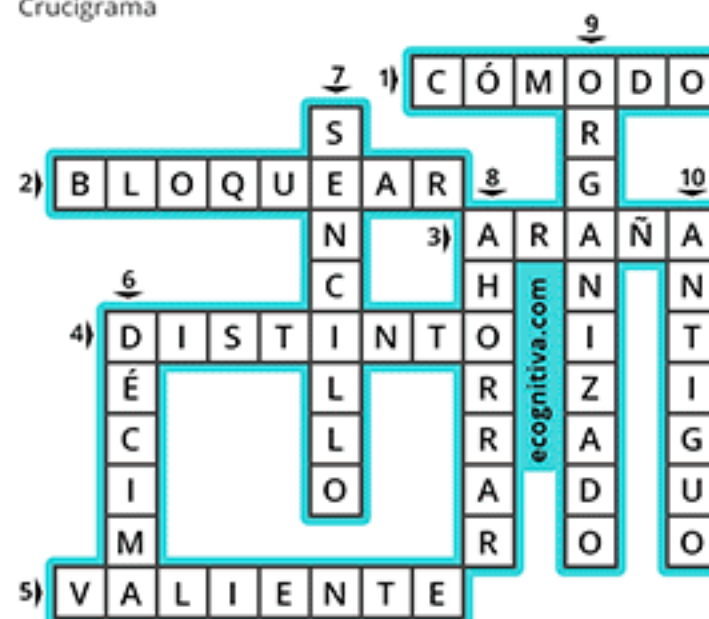 Crucigrama
9
7 1) CÓMODO
S R
2) BLOQUEAR 8 G 10
N 3) ARAÑA
6 C H N N
4) DISTINTO I T
É L R Z I
C L R A G
I O A D U
M R O O
5) VALIENTE
ecognitiva.com